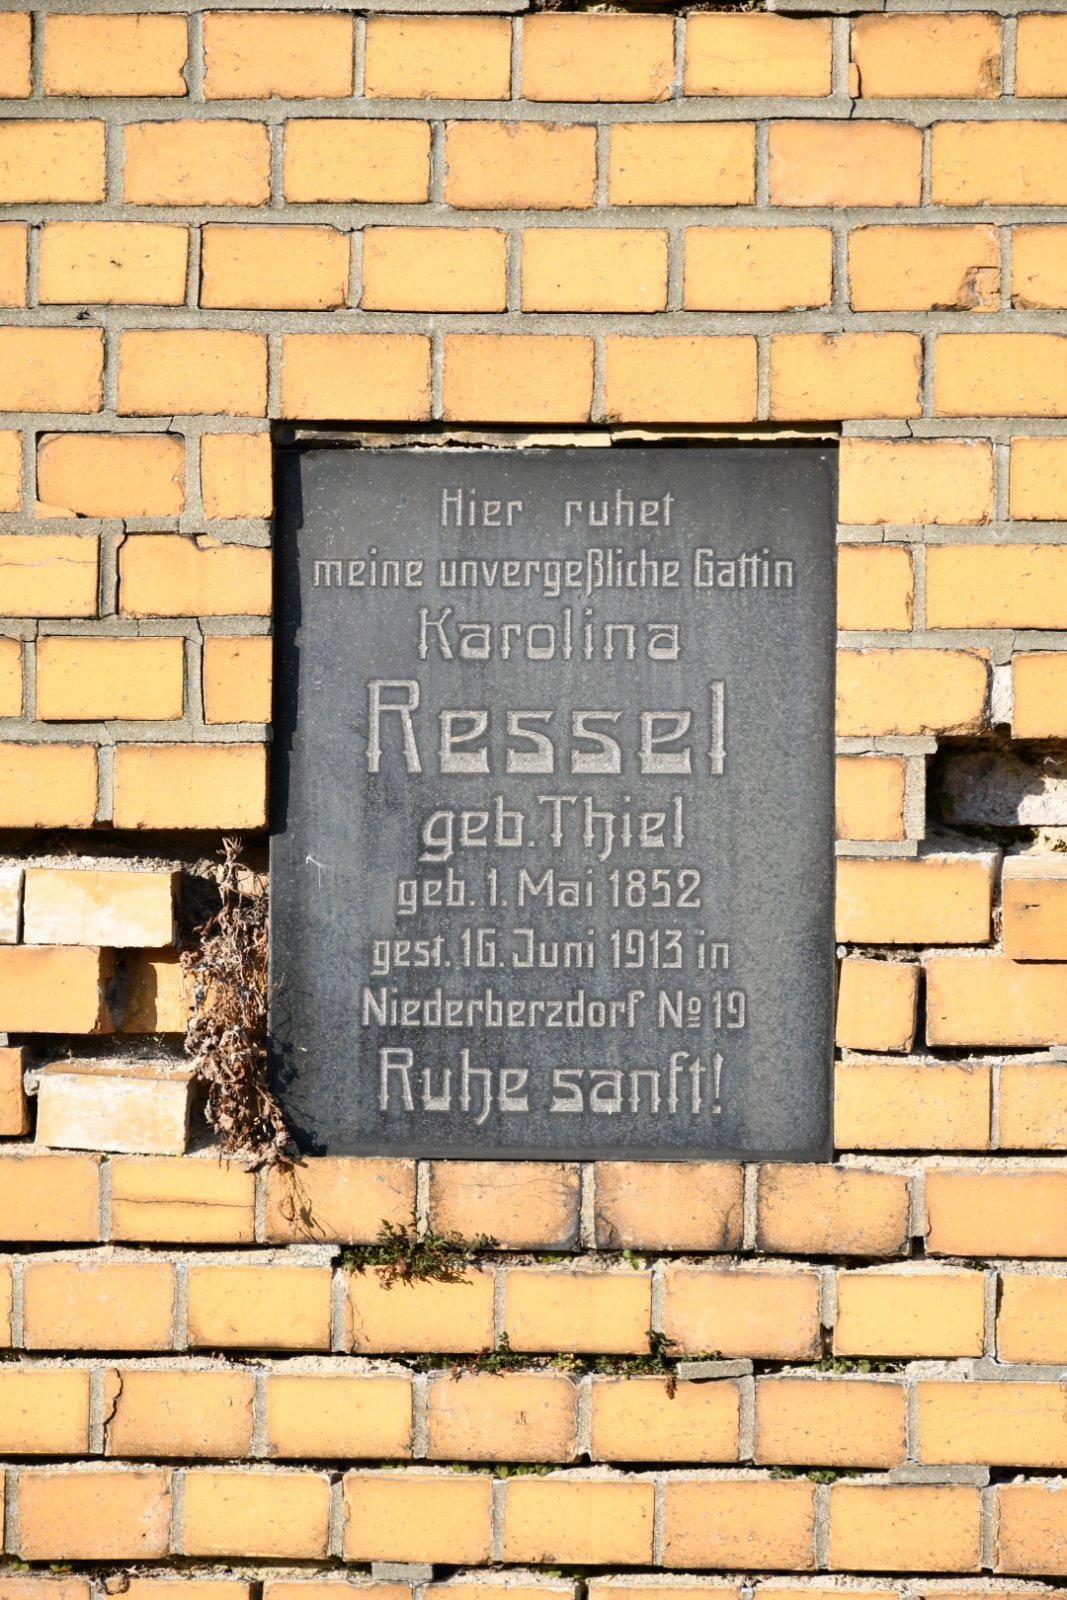 Hier ruhet
meine unvergeßliche Gattin
Karolina
Ressel
geb. Thiel
geb. 1. Mai 1852
gest. 16. Juni 1913 in
Niederberzdorf No 19
Ruhe sanft!